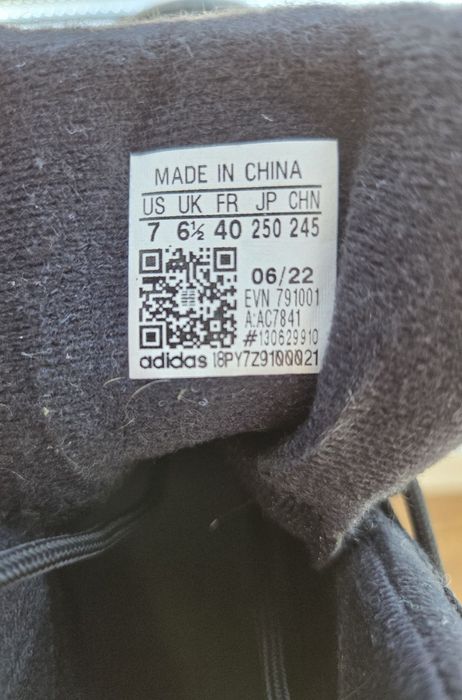 MADE IN CHINA
US UK FR JP CHN
7 6½ 40 250 245
06/22
EVN 791001
A:AC7841
#130629910
adidas 18PY7Z9100021